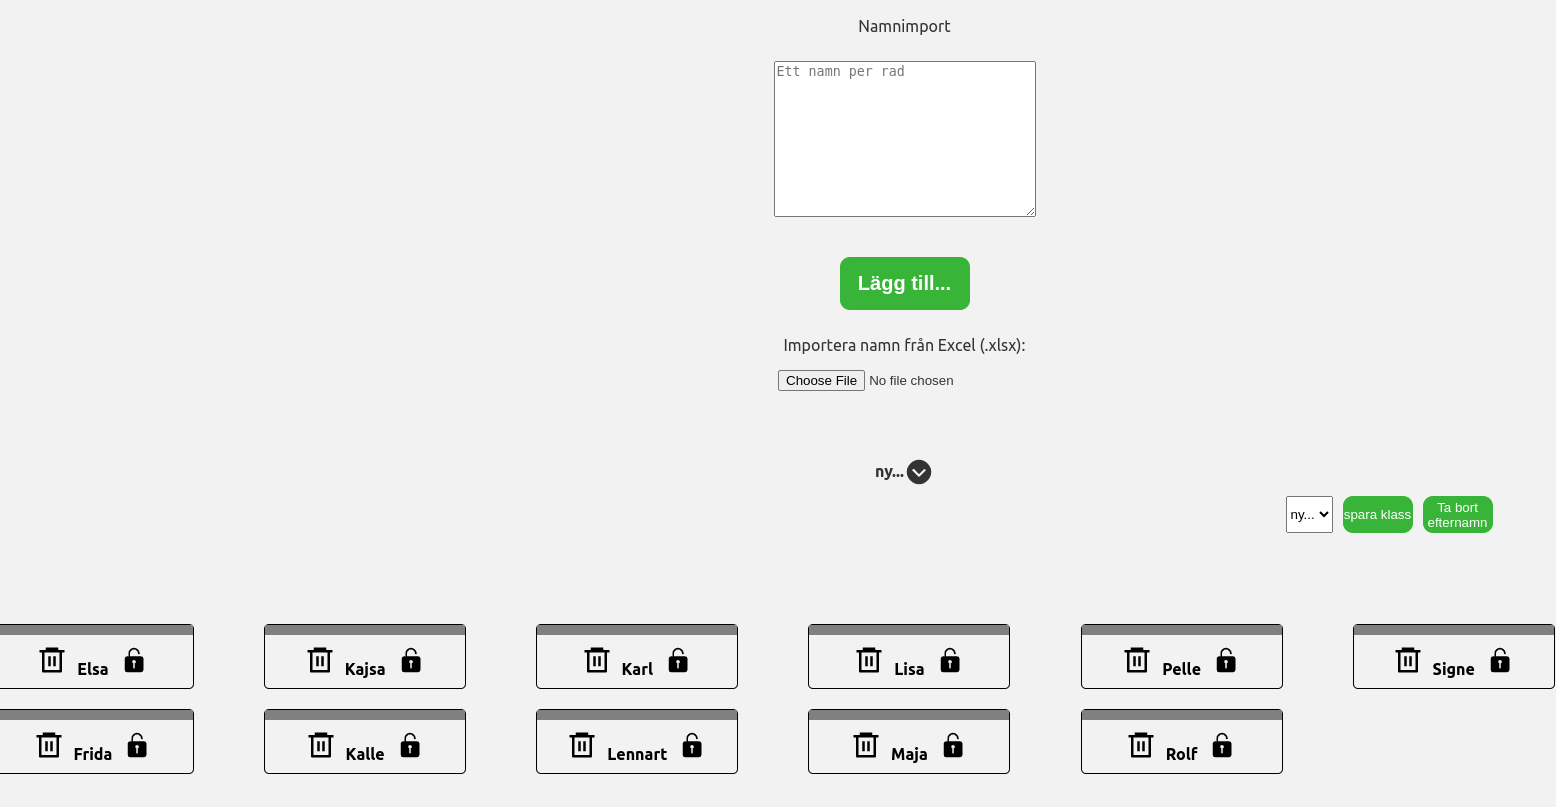 Namnimport
Ett namn per rad
Lägg till...
Importera namn från Excel (.xlsx):
Choose File No file chosen
ny...
ny... spara klass Ta bort efternamn
Elsa Kajsa Karl Lisa Pelle Signe
Frida Kalle Lennart Maja Rolf